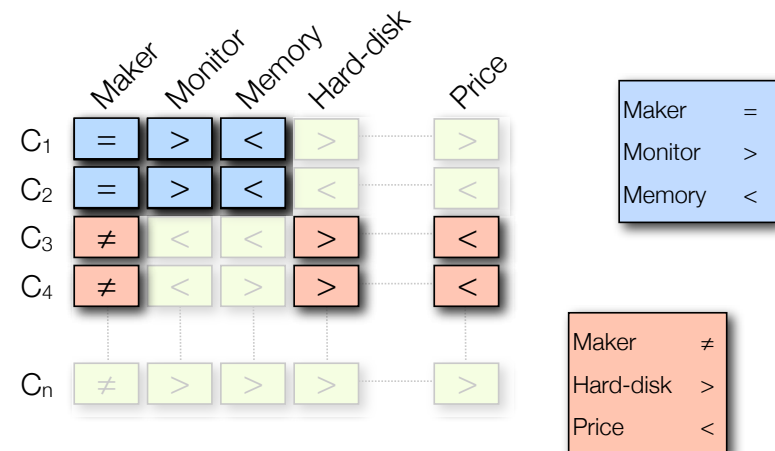 Maker Monitor Memory Hard-disk Price
C1 = > < > >
C2 = > < < <
C3 ≠ < < > <
C4 ≠ < > > <
Cn ≠ > > > >
Maker =
Monitor >
Memory <
Maker ≠
Hard-disk >
Price <